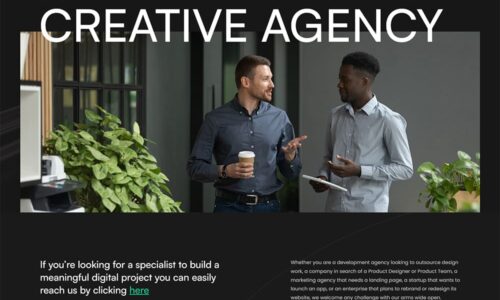 CREATIVE AGENCY
If you're looking for a specialist to build a
meaningful digital project you can easily
reach us by clicking here
Whether you are a development agency looking to outsource design
work, a company in search of a Product Designer or Product Team, a
marketing agency that needs a landing page, a startup that wants to
launch an app, or an enterprise that plans to rebrand or redesign its
website, we welcome any challenge with our arms wide open.